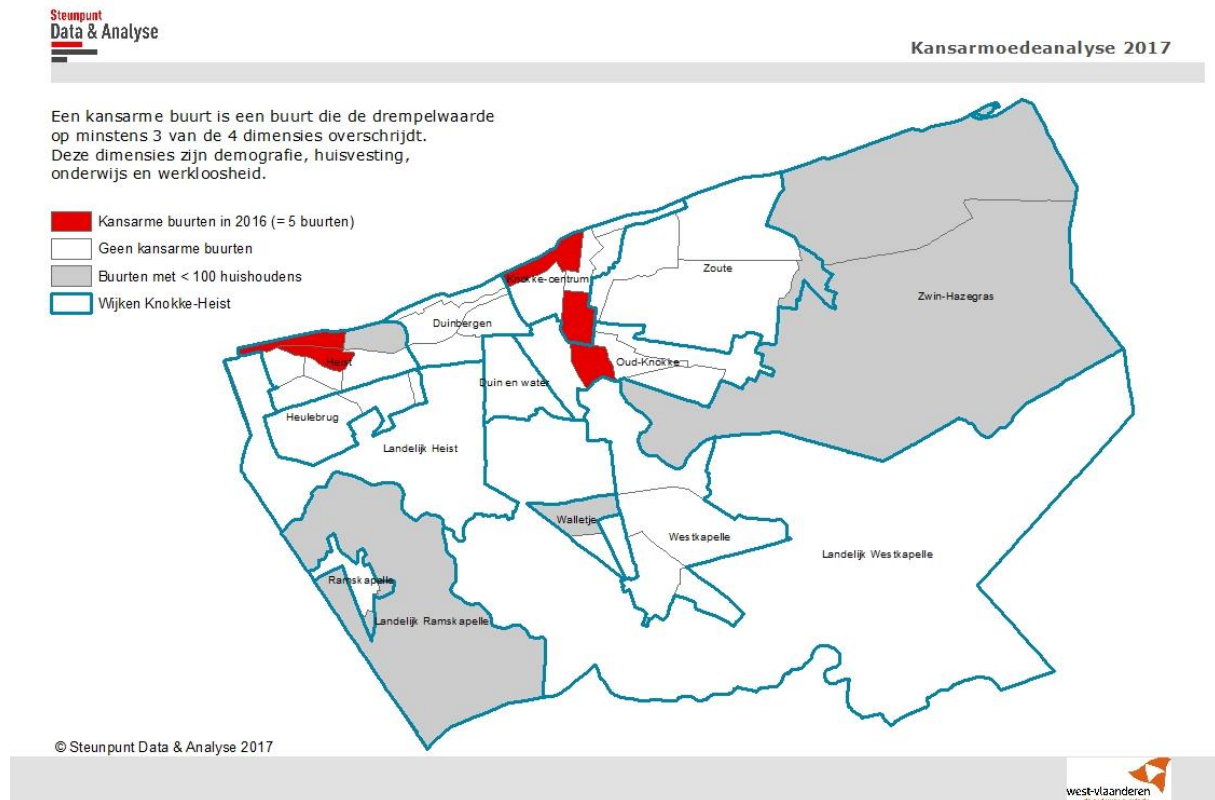 Steunpunt
Data & Analyse
Kansarmoedeanalyse 2017
Een kansarme buurt is een buurt die de drempelwaarde
op minstens 3 van de 4 dimensies overschrijdt.
Deze dimensies zijn demografie, huisvesting,
onderwijs en werkloosheid.
Kansarme buurten in 2016 (= 5 buurten)
Geen kansarme buurten
Buurten met < 100 huishoudens
Wijken Knokke-Heist
Zoute
Knokke-centrum
Zwin-Hazegras
Duinbergen
Heist
Oud-Knokke
Duin en water
Heulebrug
Landelijk Heist
Walletje
Westkapelle
Landelijk Westkapelle
Ramskapelle
Landelijk Ramskapelle
© Steunpunt Data & Analyse 2017
west-vlaanderen